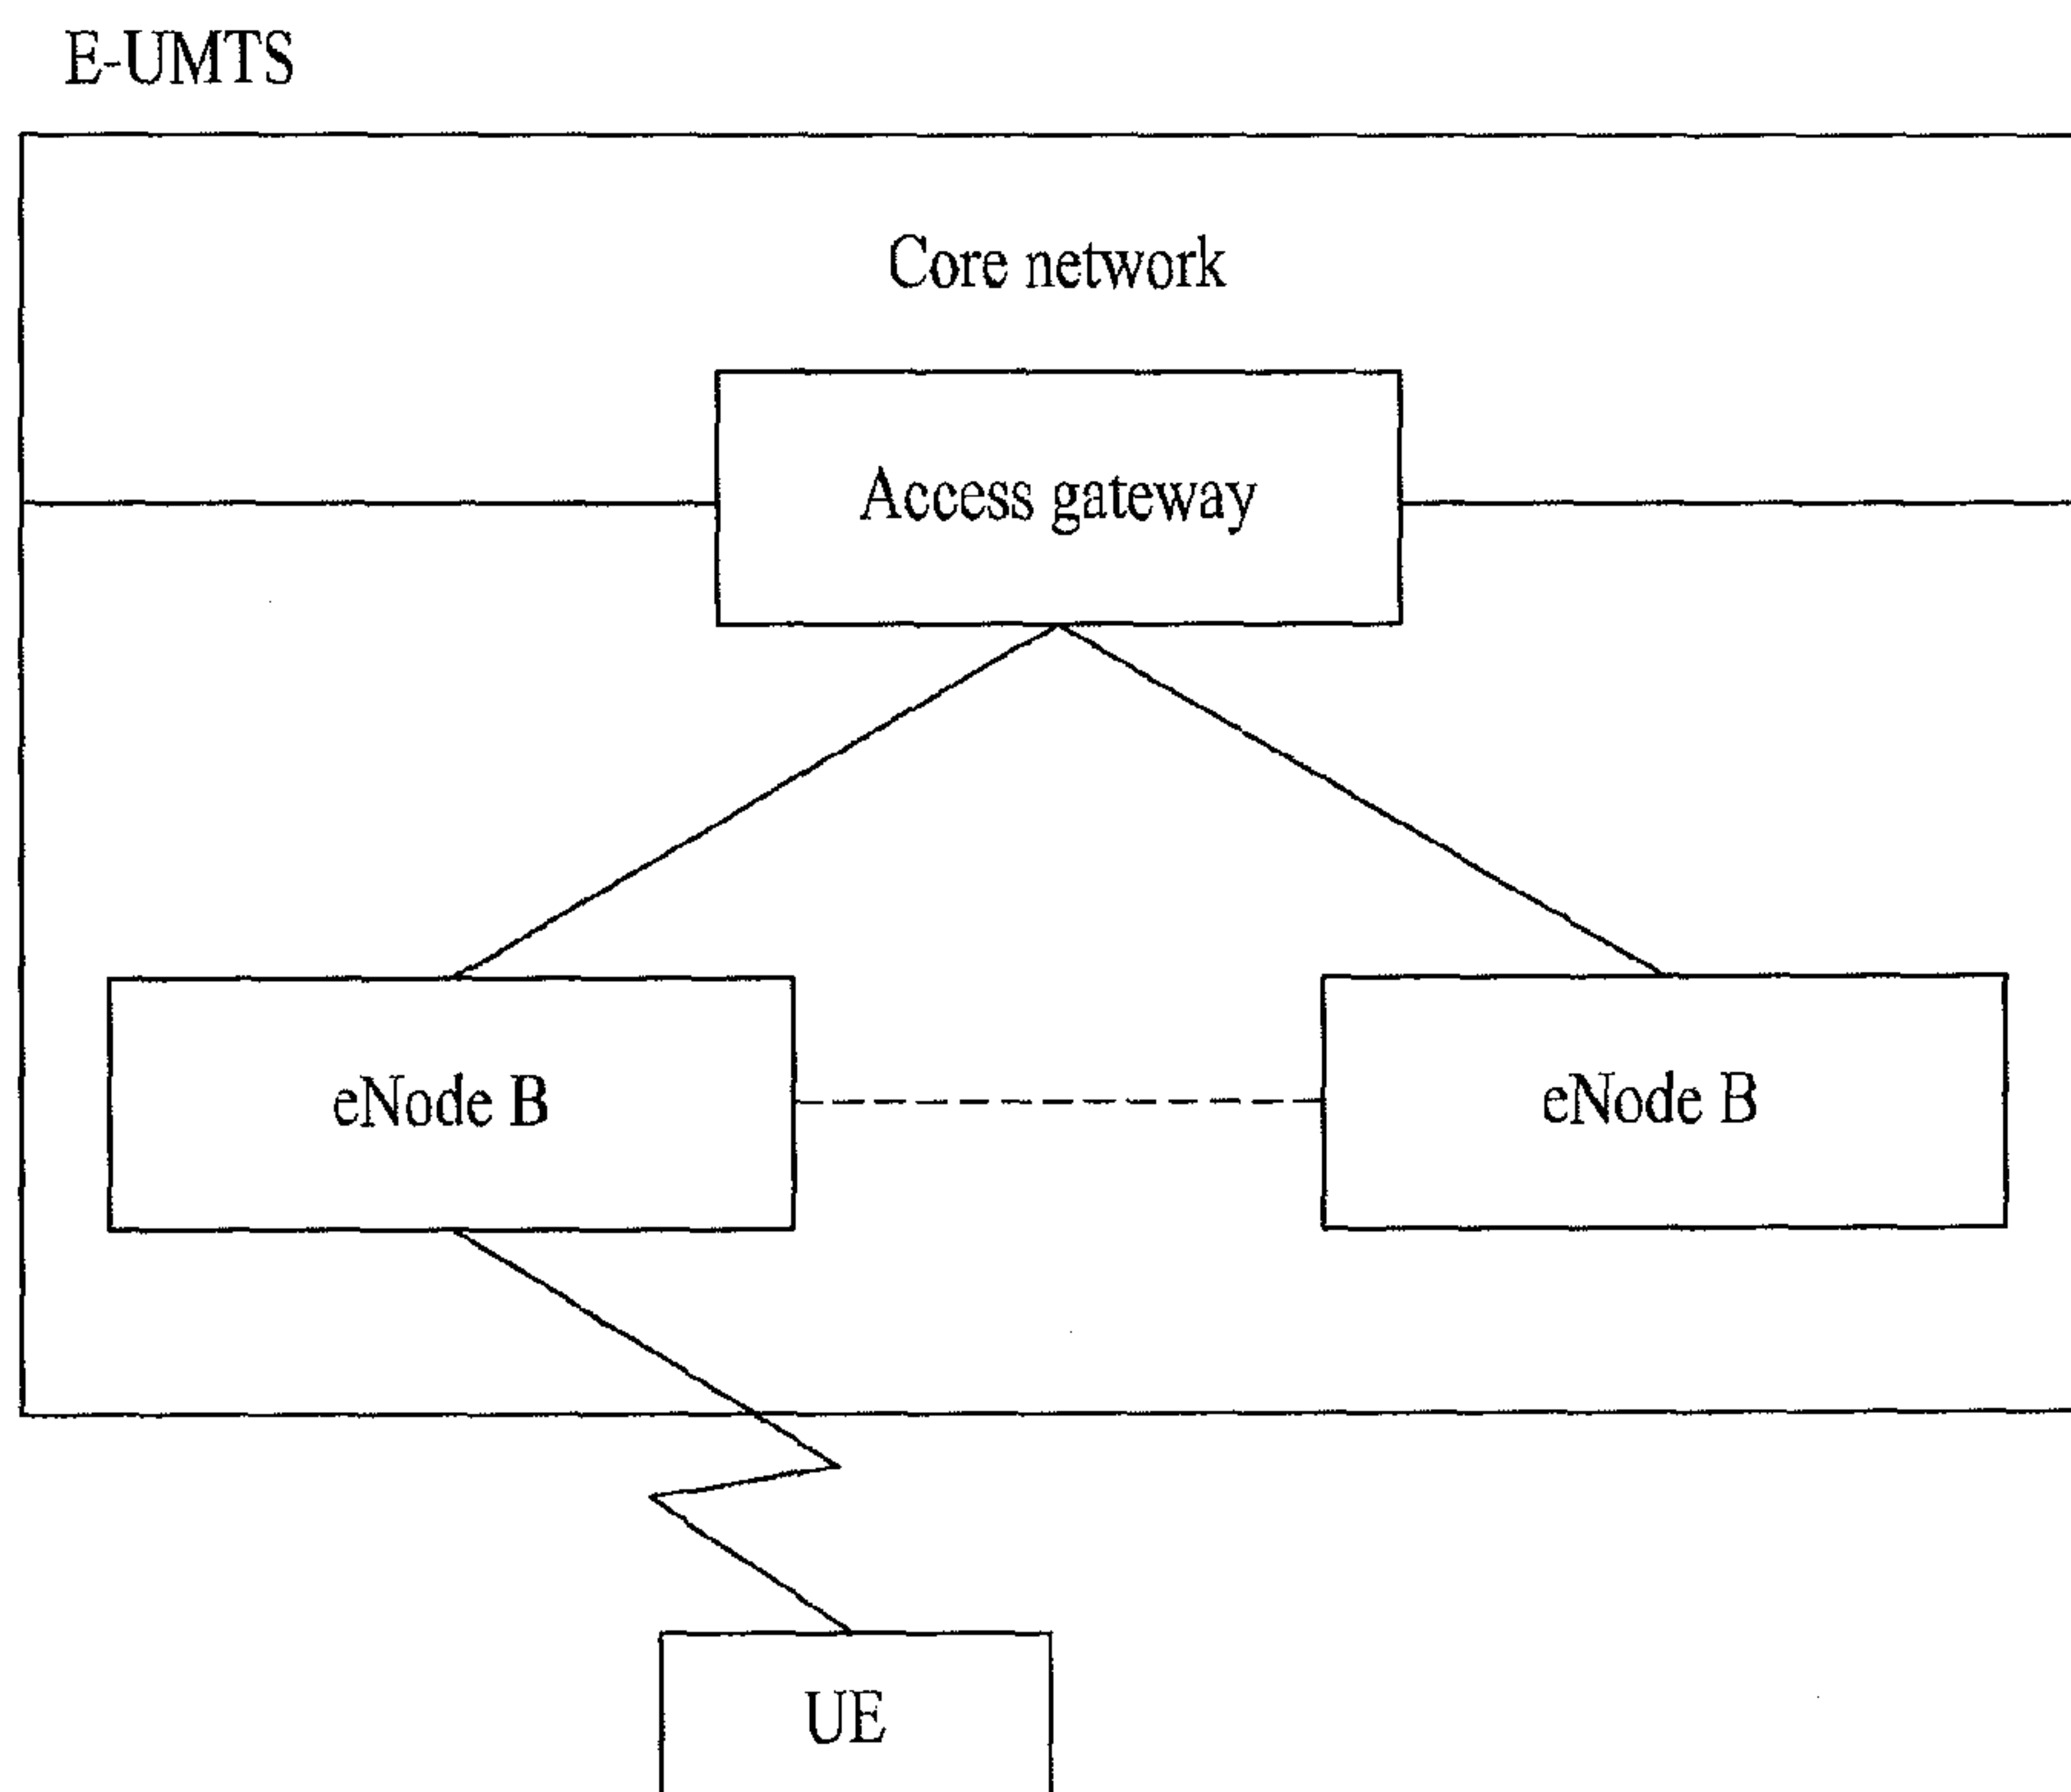 E-UMTS
Core network
Access gateway
eNode B
eNode B
UE